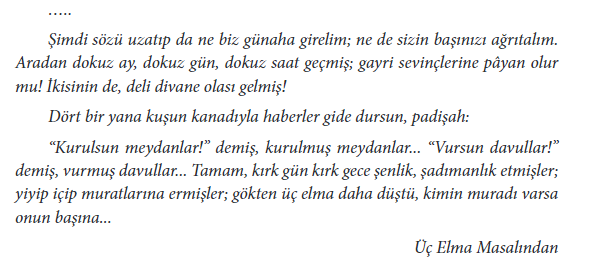 .....
Şimdi sözü uzatıp da ne biz günaha girelim; ne de sizin başınızı ağrıtalım.
Aradan dokuz ay, dokuz gün, dokuz saat geçmiş; gayri sevinçlerine pâyan olur
mu! İkisinin de, deli divane olası gelmiş!
Dört bir yana kuşun kanadıyla haberler gide dursun, padişah:
“Kurulsun meydanlar!” demiş, kurulmuş meydanlar... “Vursun davullar!”
demiş, vurmuş davullar... Tamam, kırk gün kırk gece şenlik, şadımanlık etmişler;
yiyip içip muratlarına ermişler; gökten üç elma daha düştü, kimin muradı varsa
onun başına...
Üç Elma Masalından